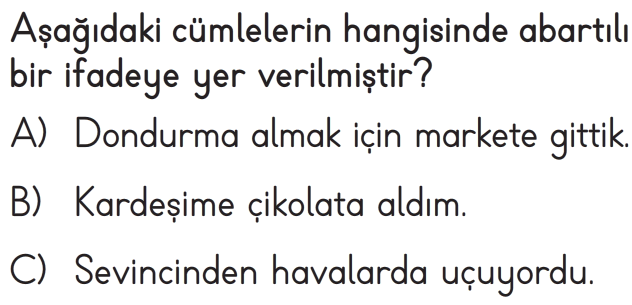 Aşağıdaki cümlelerin hangisinde abartılı
bir ifadeye yer verilmiştir?
A) Dondurma almak için markete gittik.
B) Kardeşime çikolata aldım.
C) Sevincinden havalarda uçuyordu.